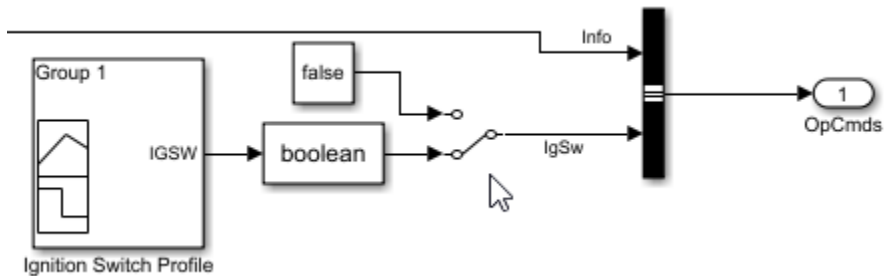 Info
Group 1
false
1
IGSW
boolean
IgSw
OpCmds
Ignition Switch Profile